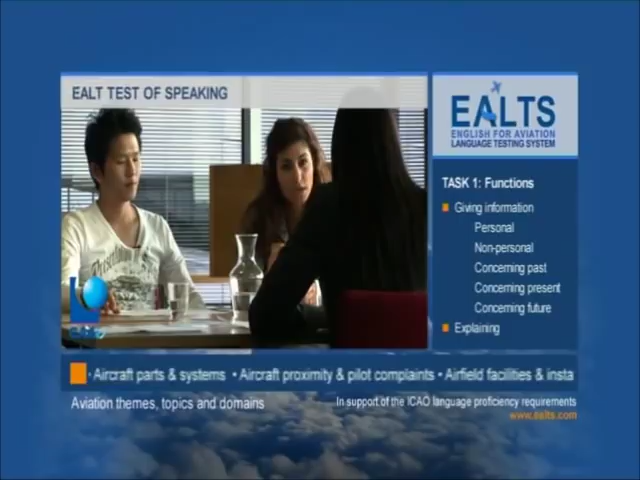 EALT TEST OF SPEAKING
EALTS
ENGLISH FOR AVIATION
LANGUAGE TESTING SYSTEM
TASK 1: Functions
Giving information
Personal
Non-personal
Concerning past
Concerning present
Concerning future
Explaining
· Aircraft parts & systems • Aircraft proximity & pilot complaints • Airfield facilities & insta
Aviation themes, topics and domains
In support of the ICAO language proficiency requirements
www.ealts.com